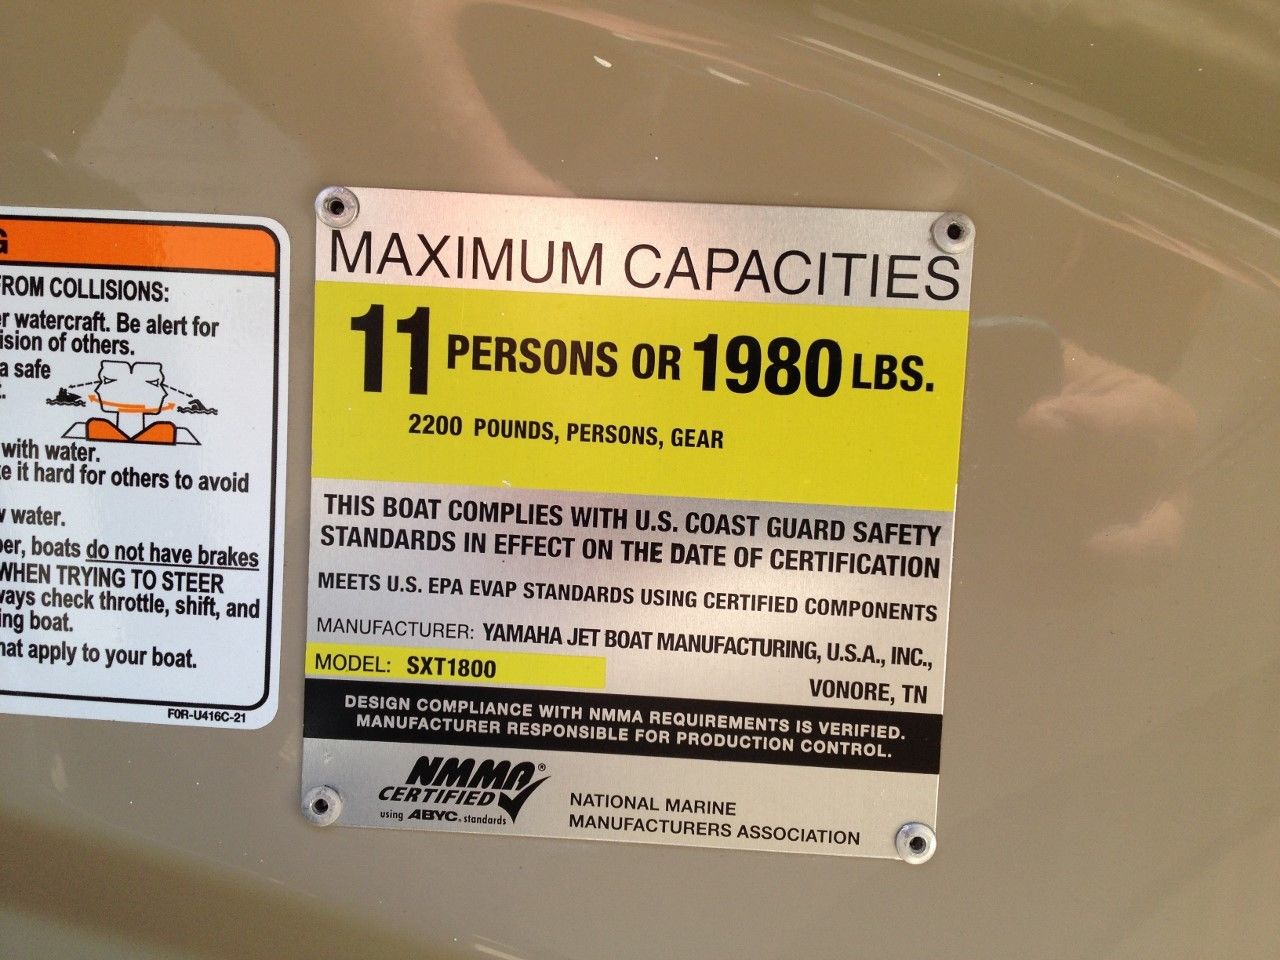 G
FROM COLLISIONS:
er watercraft. Be alert for
ision of others.
a safe
with water.
e it hard for others to avoid
w water.
per, boats do not have brakes
WHEN TRYING TO STEER
ways check throttle, shift, and
ing boat.
hat apply to your boat.
F0R-U416C-21
MAXIMUM CAPACITIES
11 PERSONS OR 1980 LBS.
2200 POUNDS, PERSONS, GEAR
THIS BOAT COMPLIES WITH U.S. COAST GUARD SAFETY
STANDARDS IN EFFECT ON THE DATE OF CERTIFICATION
MEETS U.S. EPA EVAP STANDARDS USING CERTIFIED COMPONENTS
MANUFACTURER: YAMAHA JET BOAT MANUFACTURING, U.S.A., INC.,
MODEL: SXT1800
VONORE, TN
DESIGN COMPLIANCE WITH NMMA REQUIREMENTS IS VERIFIED.
MANUFACTURER RESPONSIBLE FOR PRODUCTION CONTROL.
NMMA®
CERTIFIED
using ABYC. standards
NATIONAL MARINE
MANUFACTURERS ASSOCIATION